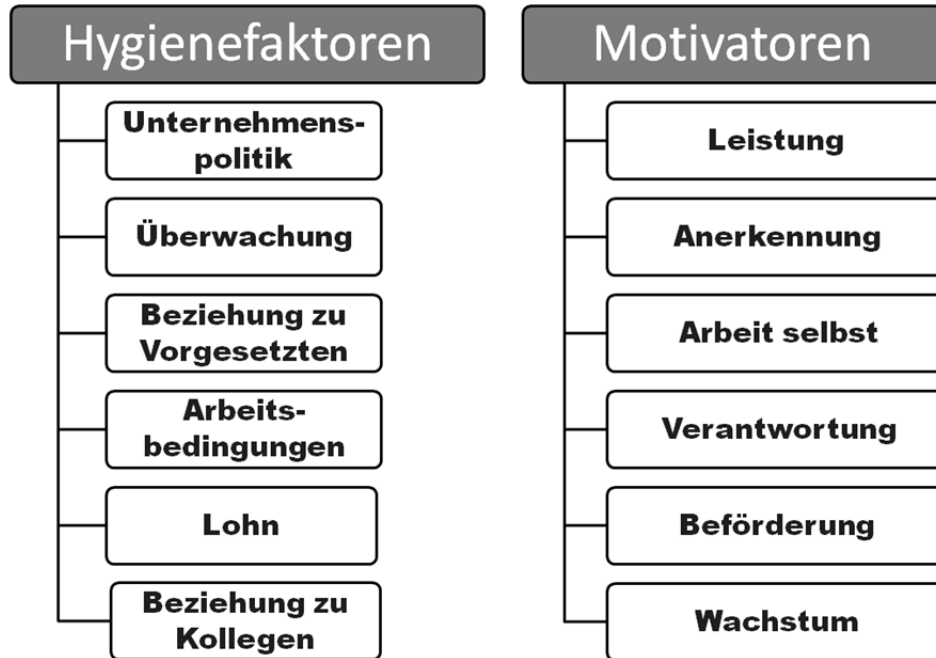 Hygienefaktoren
Unternehmens-
politik
Überwachung
Beziehung zu
Vorgesetzten
Arbeits-
bedingungen
Lohn
Beziehung zu
Kollegen
Motivatoren
Leistung
Anerkennung
Arbeit selbst
Verantwortung
Beförderung
Wachstum